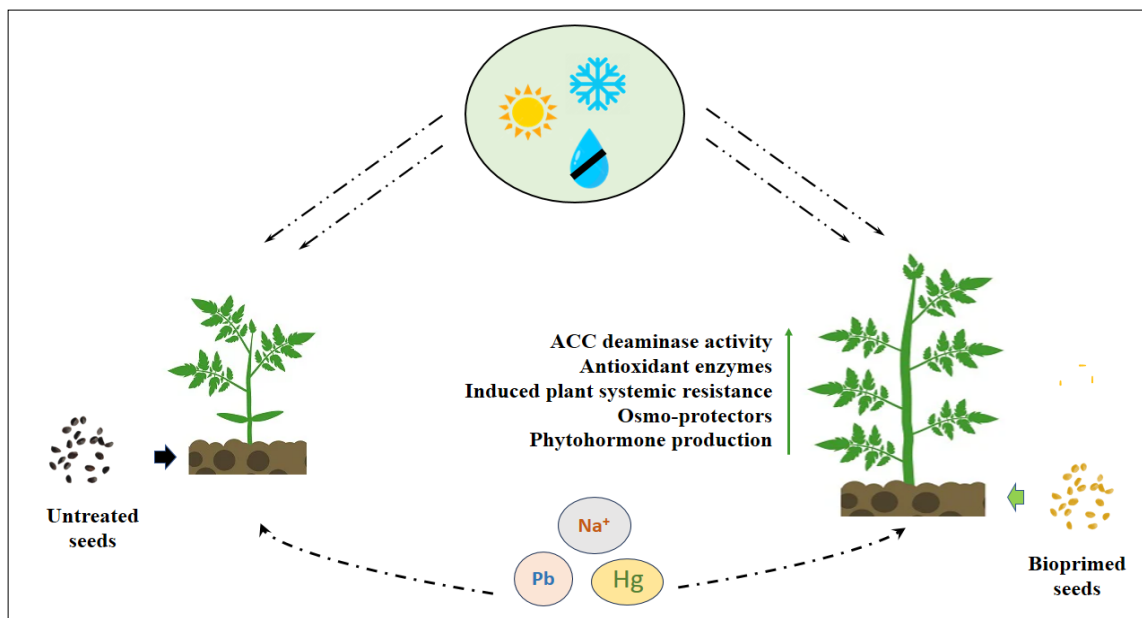 ACC deaminase activity
Antioxidant enzymes
Induced plant systemic resistance
Osmo-protectors
Phytohormone production
Untreated
seeds
Na⁺
Pb
Hg
Bioprimed
seeds